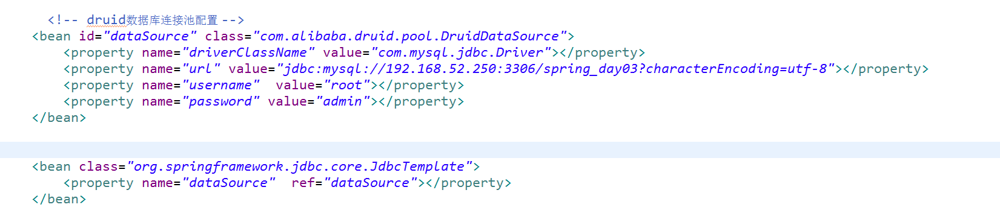 <!-- druid数据库连接池配置 -->
<bean id="dataSource" class="com.alibaba.druid.pool.DruidDataSource">
<property name="driverClassName" value="com.mysql.jdbc.Driver"></property>
<property name="url" value="jdbc:mysql://192.168.52.250:3306/spring_day03?characterEncoding=utf-8"></property>
<property name="username"  value="root"></property>
<property name="password" value="admin"></property>
</bean>
<bean class="org.springframework.jdbc.core.JdbcTemplate">
<property name="dataSource"  ref="dataSource"></property>
</bean>